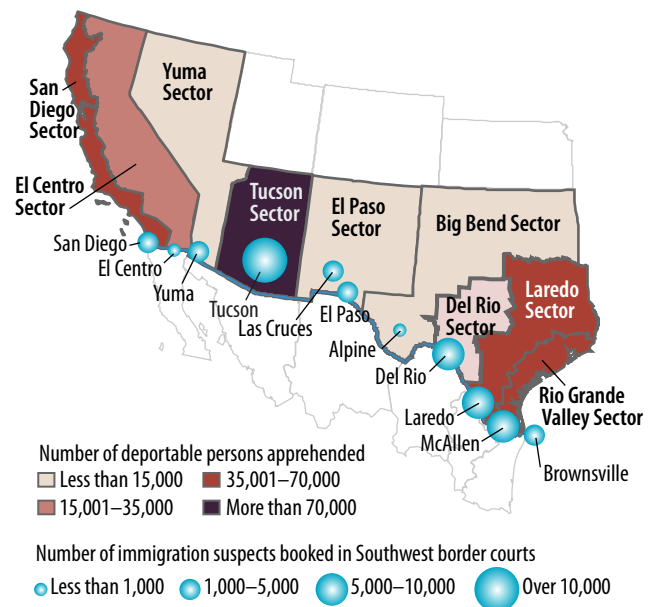 San
Diego
Sector
Yuma
Sector
El Centro
Sector
Tucson
Sector
El Paso
Sector
Big Bend Sector
Del Rio
Sector
Laredo
Sector
Rio Grande
Valley Sector
San Diego
El Centro
Yuma
Tucson
Las Cruces
El Paso
Alpine
Del Rio
Laredo
McAllen
Brownsville
Number of deportable persons apprehended
Less than 15,000
35,001–70,000
15,001–35,000
More than 70,000
Number of immigration suspects booked in Southwest border courts
Less than 1,000
1,000–5,000
5,000–10,000
Over 10,000